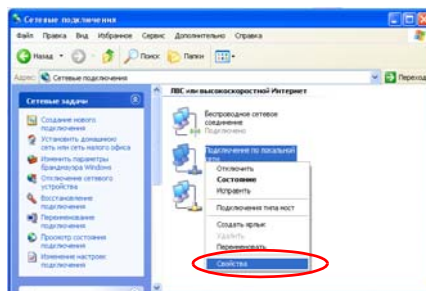 Сетевые подключения
Файл Правка Вид Избранное Сервис Дополнительно Справка
Назад Поиск Папки
Адрес: Сетевые подключения Переход
Сетевые задачи
Создание нового
подключения
Установить домашнюю
сеть или сеть малого офиса
Изменить параметры
брандмауэра Windows
Отключение сетевого
устройства
Восстановление
подключения
Переименование
подключения
Просмотр состояния
подключения
Изменение настроек
подключения
ЛВС или высокоскоростной Интернет
Беспроводное сетевое
соединение
Подключено
Подключение по локальной
сети
Отключить
Состояние
Исправить
Подключения типа мост
Создать ярлык
Удалить
Переименовать
Свойства